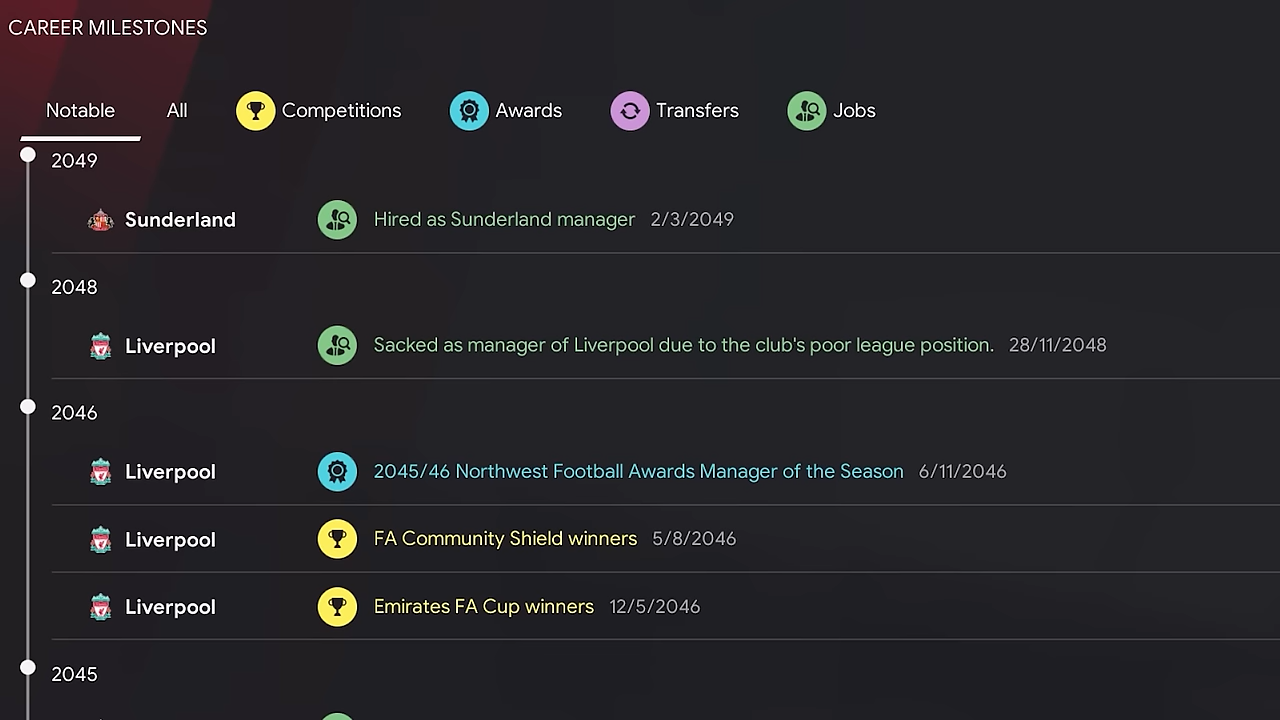 CAREER MILESTONES
Notable All Competitions Awards Transfers Jobs
2049
Sunderland Hired as Sunderland manager 2/3/2049
2048
Liverpool Sacked as manager of Liverpool due to the club's poor league position. 28/11/2048
2046
Liverpool 2045/46 Northwest Football Awards Manager of the Season 6/11/2046
Liverpool FA Community Shield winners 5/8/2046
Liverpool Emirates FA Cup winners 12/5/2046
2045